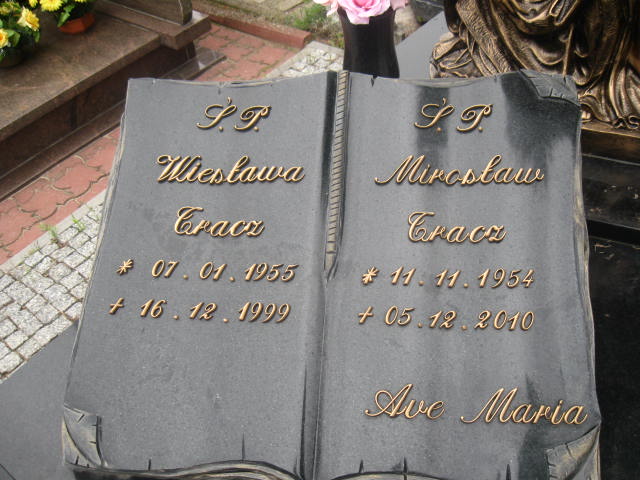 Ś. P.
Wiesława
Tracz
* 07. 01. 1955
+ 16. 12. 1999
Ś. P.
Mirosław
Tracz
* 11. 11. 1954
+ 05. 12. 2010
Ave Maria